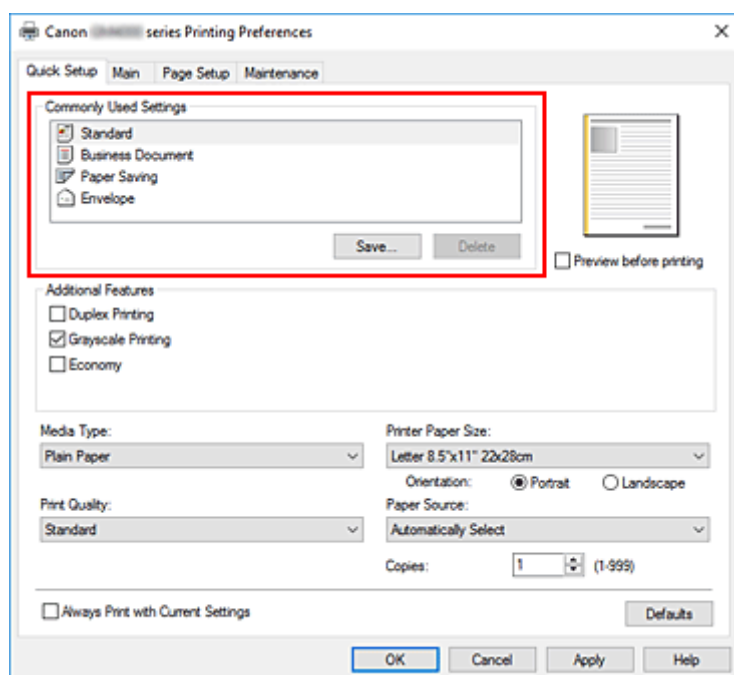 Canon series Printing Preferences
Quick Setup Main Page Setup Maintenance
Commonly Used Settings
Standard
Business Document
Paper Saving
Envelope
Save... Delete
Preview before printing
Additional Features
Duplex Printing
Grayscale Printing
Economy
Media Type: Printer Paper Size:
Plain Paper Letter 8.5"x11" 22x28cm
Orientation: Portrait Landscape
Print Quality: Paper Source:
Standard Automatically Select
Copies: 1 (1-999)
Always Print with Current Settings Defaults
OK Cancel Apply Help